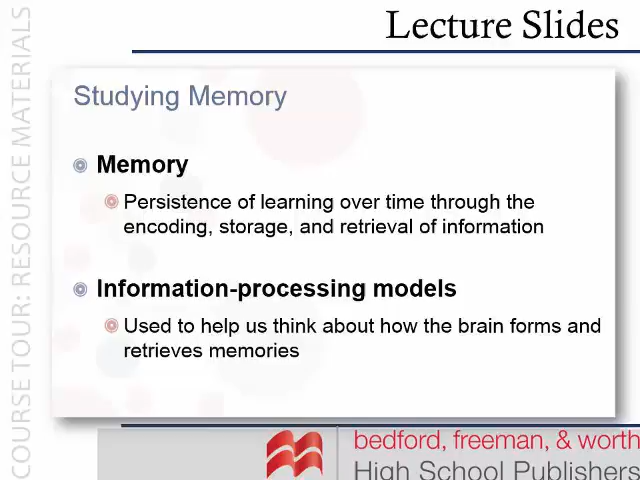 Lecture Slides
COURSE TOUR: RESOURCE MATERIALS
Studying Memory
Memory
Persistence of learning over time through the
encoding, storage, and retrieval of information
Information-processing models
Used to help us think about how the brain forms and
retrieves memories
bedford, freeman, & worth
High School Publishers